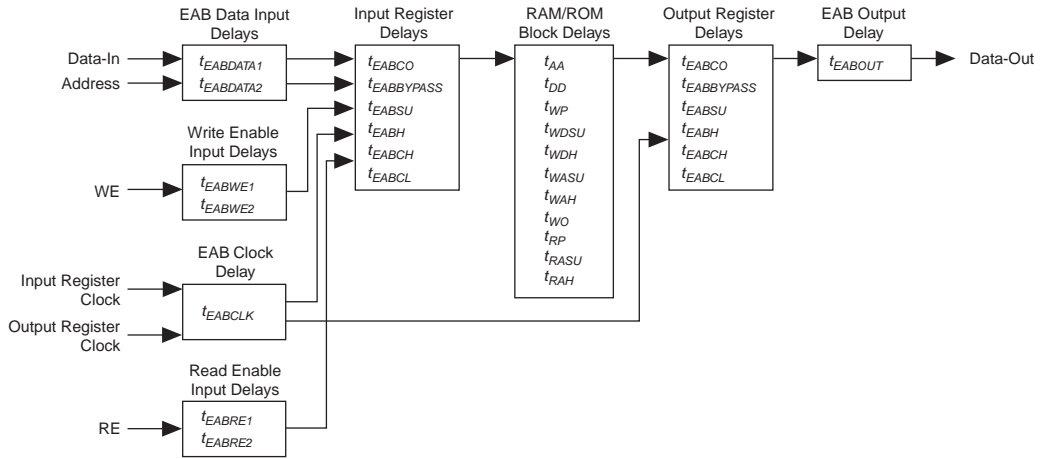 EAB Data Input
Delays
Data-In
Address
tEABDATA1
tEABDATA2
Write Enable
Input Delays
WE
tEABWE1
tEABWE2
EAB Clock
Delay
Input Register
Clock
Output Register
Clock
tEABCLK
Read Enable
Input Delays
RE
tEABRE1
tEABRE2
Input Register
Delays
tEABCO
tEABBYPASS
tEABSU
tEABH
tEABCH
tEABCL
RAM/ROM
Block Delays
tAA
tDD
tWP
tWDSU
tWDH
tWASU
tWAH
tWO
tRP
tRASU
tRAH
Output Register
Delays
tEABCO
tEABBYPASS
tEABSU
tEABH
tEABCH
tEABCL
EAB Output
Delay
tEABOUT
Data-Out